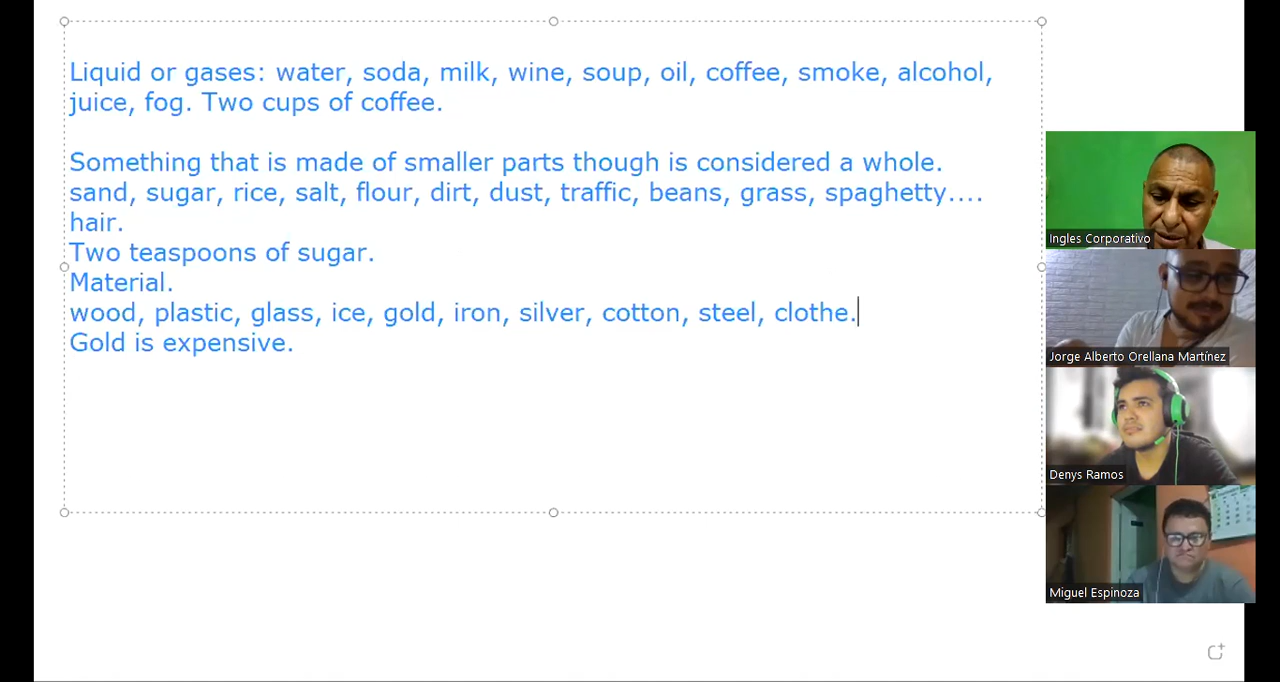 Liquid or gases: water, soda, milk, wine, soup, oil, coffee, smoke, alcohol,
juice, fog. Two cups of coffee.
Something that is made of smaller parts though is considered a whole.
sand, sugar, rice, salt, flour, dirt, dust, traffic, beans, grass, spaghetty....
hair.
Two teaspoons of sugar.
Material.
wood, plastic, glass, ice, gold, iron, silver, cotton, steel, clothe.
Gold is expensive.
Ingles Corporativo
Jorge Alberto Orellana Martínez
Denys Ramos
Miguel Espinoza